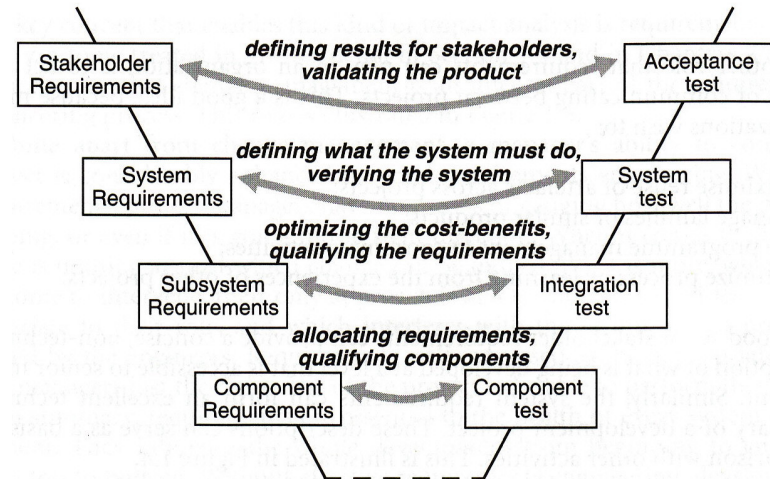 defining results for stakeholders,
validating the product
Stakeholder
Requirements
Acceptance
test
defining what the system must do,
verifying the system
System
Requirements
System
test
optimizing the cost-benefits,
qualifying the requirements
Subsystem
Requirements
Integration
test
allocating requirements,
qualifying components
Component
Requirements
Component
test